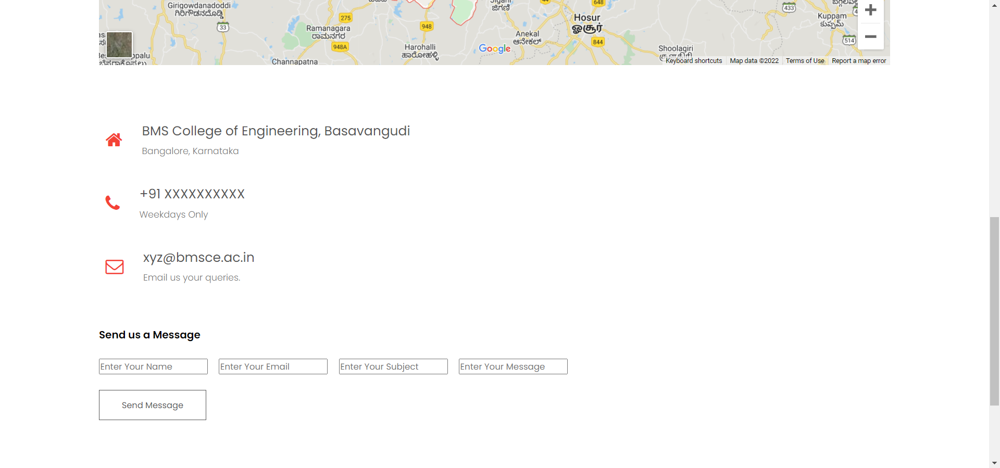 Girigowdanadoddi
ಗಿರಿಗೌಡನದೊಡ್ಡಿ
33
275
Ramanagara
ರಾಮನಗರ
948A
Channapatna
948
Harohalli
ಹಾರೋಹಳ್ಳಿ
ಜಿಗಣಿ
Anekal
ಆನೇಕಲ್
Google
648
Hosur
ஓசூர்
844
Shoolagiri
433
Kuppam
ಕುಪ್ಪಮ್
514
Keyboard shortcuts
Map data ©2022
Terms of Use
Report a map error
BMS College of Engineering, Basavangudi
Bangalore, Karnataka
+91 XXXXXXXXXX
Weekdays Only
xyz@bmsce.ac.in
Email us your queries.
Send us a Message
Enter Your Name
Enter Your Email
Enter Your Subject
Enter Your Message
Send Message